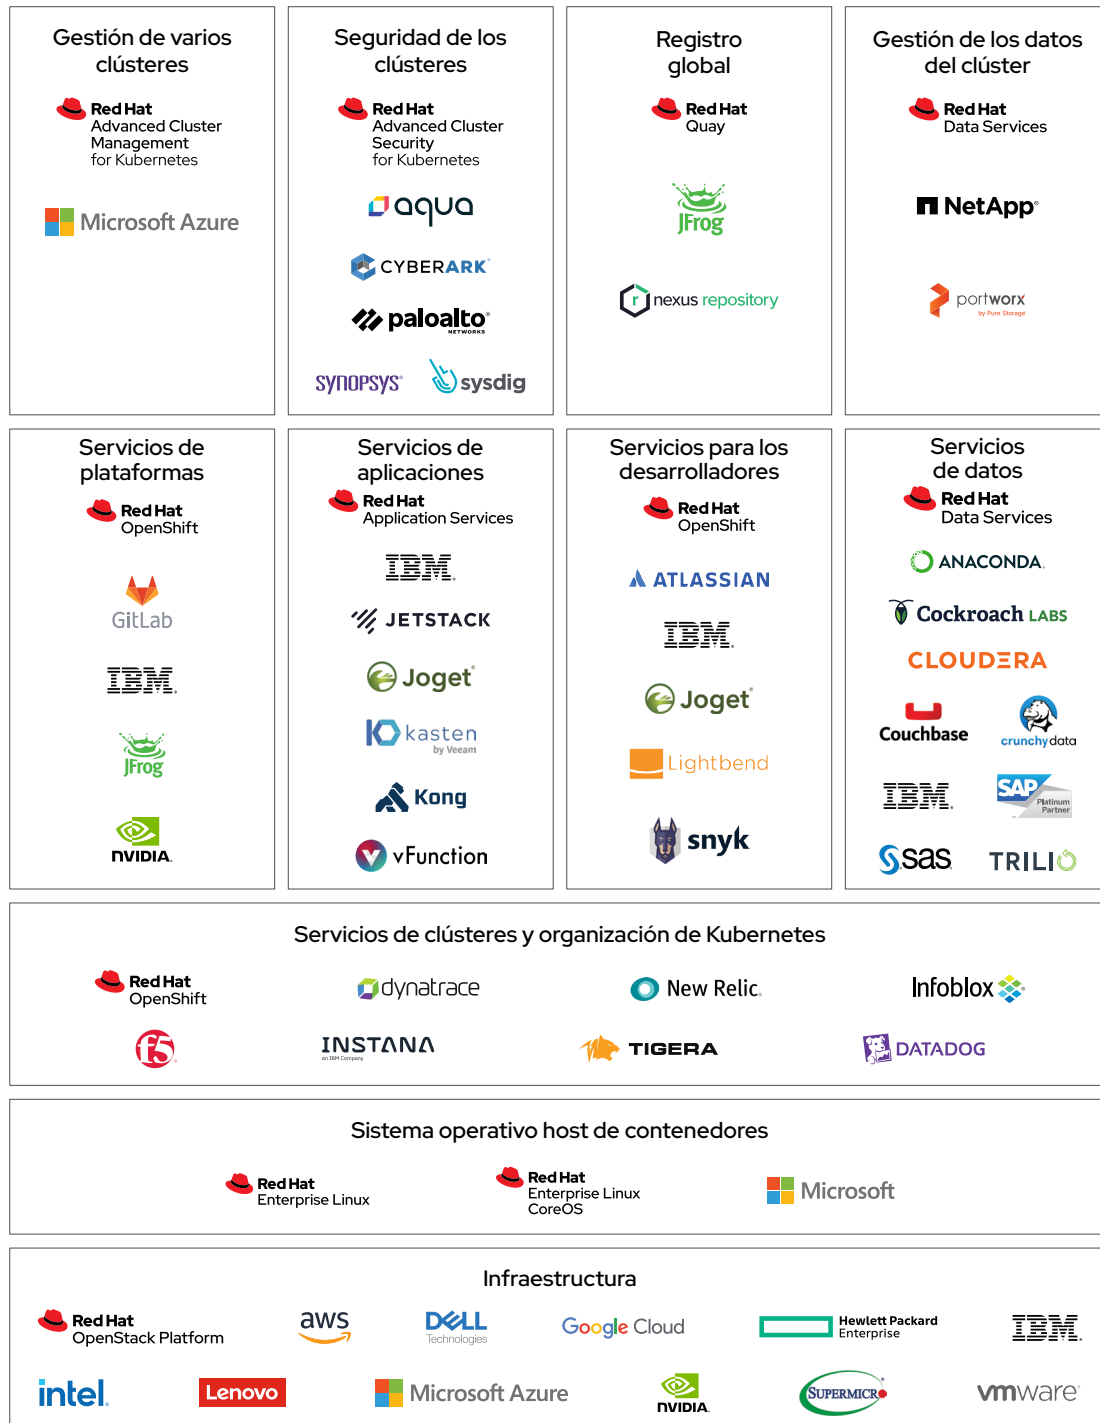 Gestión de varios
clústeres
Red Hat
Advanced Cluster
Management
for Kubernetes
Microsoft Azure
Seguridad de los
clústeres
Red Hat
Advanced Cluster
Security
for Kubernetes
aqua
CYBERARK®
paloalto®
NETWORKS
SYNOPSYS®
sysdig
Registro
global
Red Hat
Quay
JFrog
r nexus repository
Gestión de los datos
del clúster
Red Hat
Data Services
NetApp®
portworx
by Pure Storage
Servicios de
plataformas
Red Hat
OpenShift
GitLab
IBM®
JFrog
NVIDIA.
Servicios de
aplicaciones
Red Hat
Application Services
IBM®
JETSTACK
Joget®
kasten
by Veeam
Kong
vFunction
Servicios para los
desarrolladores
Red Hat
OpenShift
ATLASSIAN
IBM®
Joget®
Lightbend
snyk
Servicios
de datos
Red Hat
Data Services
ANACONDA.
Cockroach LABS
CLOUDERA
Couchbase
crunchydata
IBM®
SAP
Platinum
Partner
sas
TRILIO
Servicios de clústeres y organización de Kubernetes
Red Hat
OpenShift
dynatrace
New Relic.
Infoblox
f5
INSTANA
an IBM Company
TIGERA
DATADOG
Sistema operativo host de contenedores
Red Hat
Enterprise Linux
Red Hat
Enterprise Linux
CoreOS
Microsoft
Infraestructura
Red Hat
OpenStack Platform
aws
DELL
Technologies
Google Cloud
Hewlett Packard
Enterprise
IBM®
intel.
Lenovo
Microsoft Azure
NVIDIA.
SUPERMICRO
vmware®